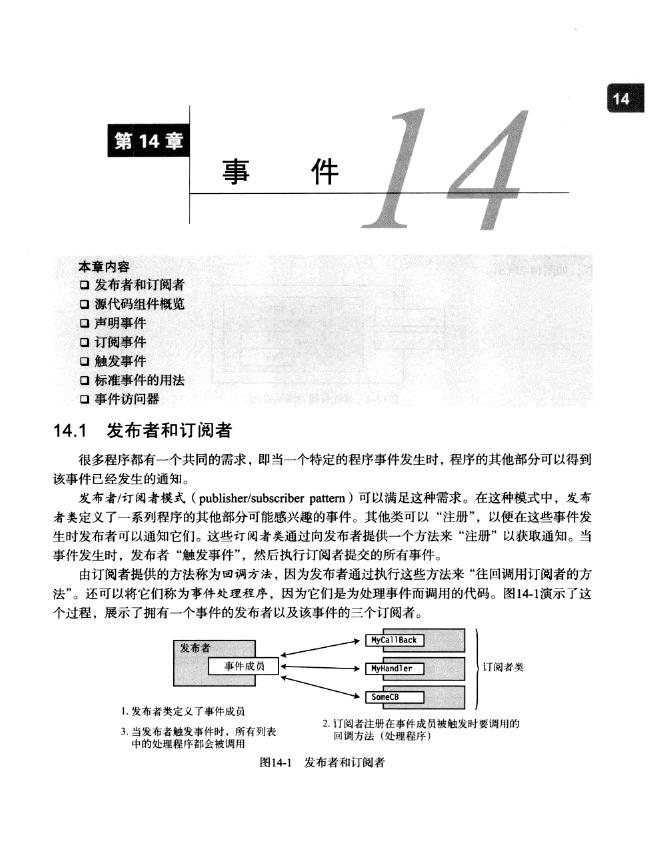 14
第14章
14
事 件
本章内容
发布者和订阅者
源代码组件概览
声明事件
订阅事件
触发事件
标准事件的用法
事件访问器
14.1 发布者和订阅者
很多程序都有一个共同的需求，即当一个特定的程序事件发生时，程序的其他部分可以得到
该事件已经发生的通知。
发布者/订阅者模式（publisher/subscriber pattern）可以满足这种需求。在这种模式中，发布
者类定义了一系列程序的其他部分可能感兴趣的事件。其他类可以“注册”，以便在这些事件发
生时发布者可以通知它们。这些订阅者类通过向发布者提供一个方法来“注册”以获取通知。当
事件发生时，发布者“触发事件”，然后执行订阅者提交的所有事件。
由订阅者提供的方法称为回调方法，因为发布者通过执行这些方法来“往回调用订阅者的方
法”。还可以将它们称为事件处理程序，因为它们是为处理事件而调用的代码。图14-1演示了这
个过程，展示了拥有一个事件的发布者以及该事件的三个订阅者。
发布者
事件成员
MyCallBack
MyHandler
SomeCB
订阅者类
1. 发布者类定义了事件成员
3. 当发布者触发事件时，所有列表
中的处理程序都会被调用
2. 订阅者注册在事件成员被触发时要调用的
回调方法（处理程序）
图14-1 发布者和订阅者